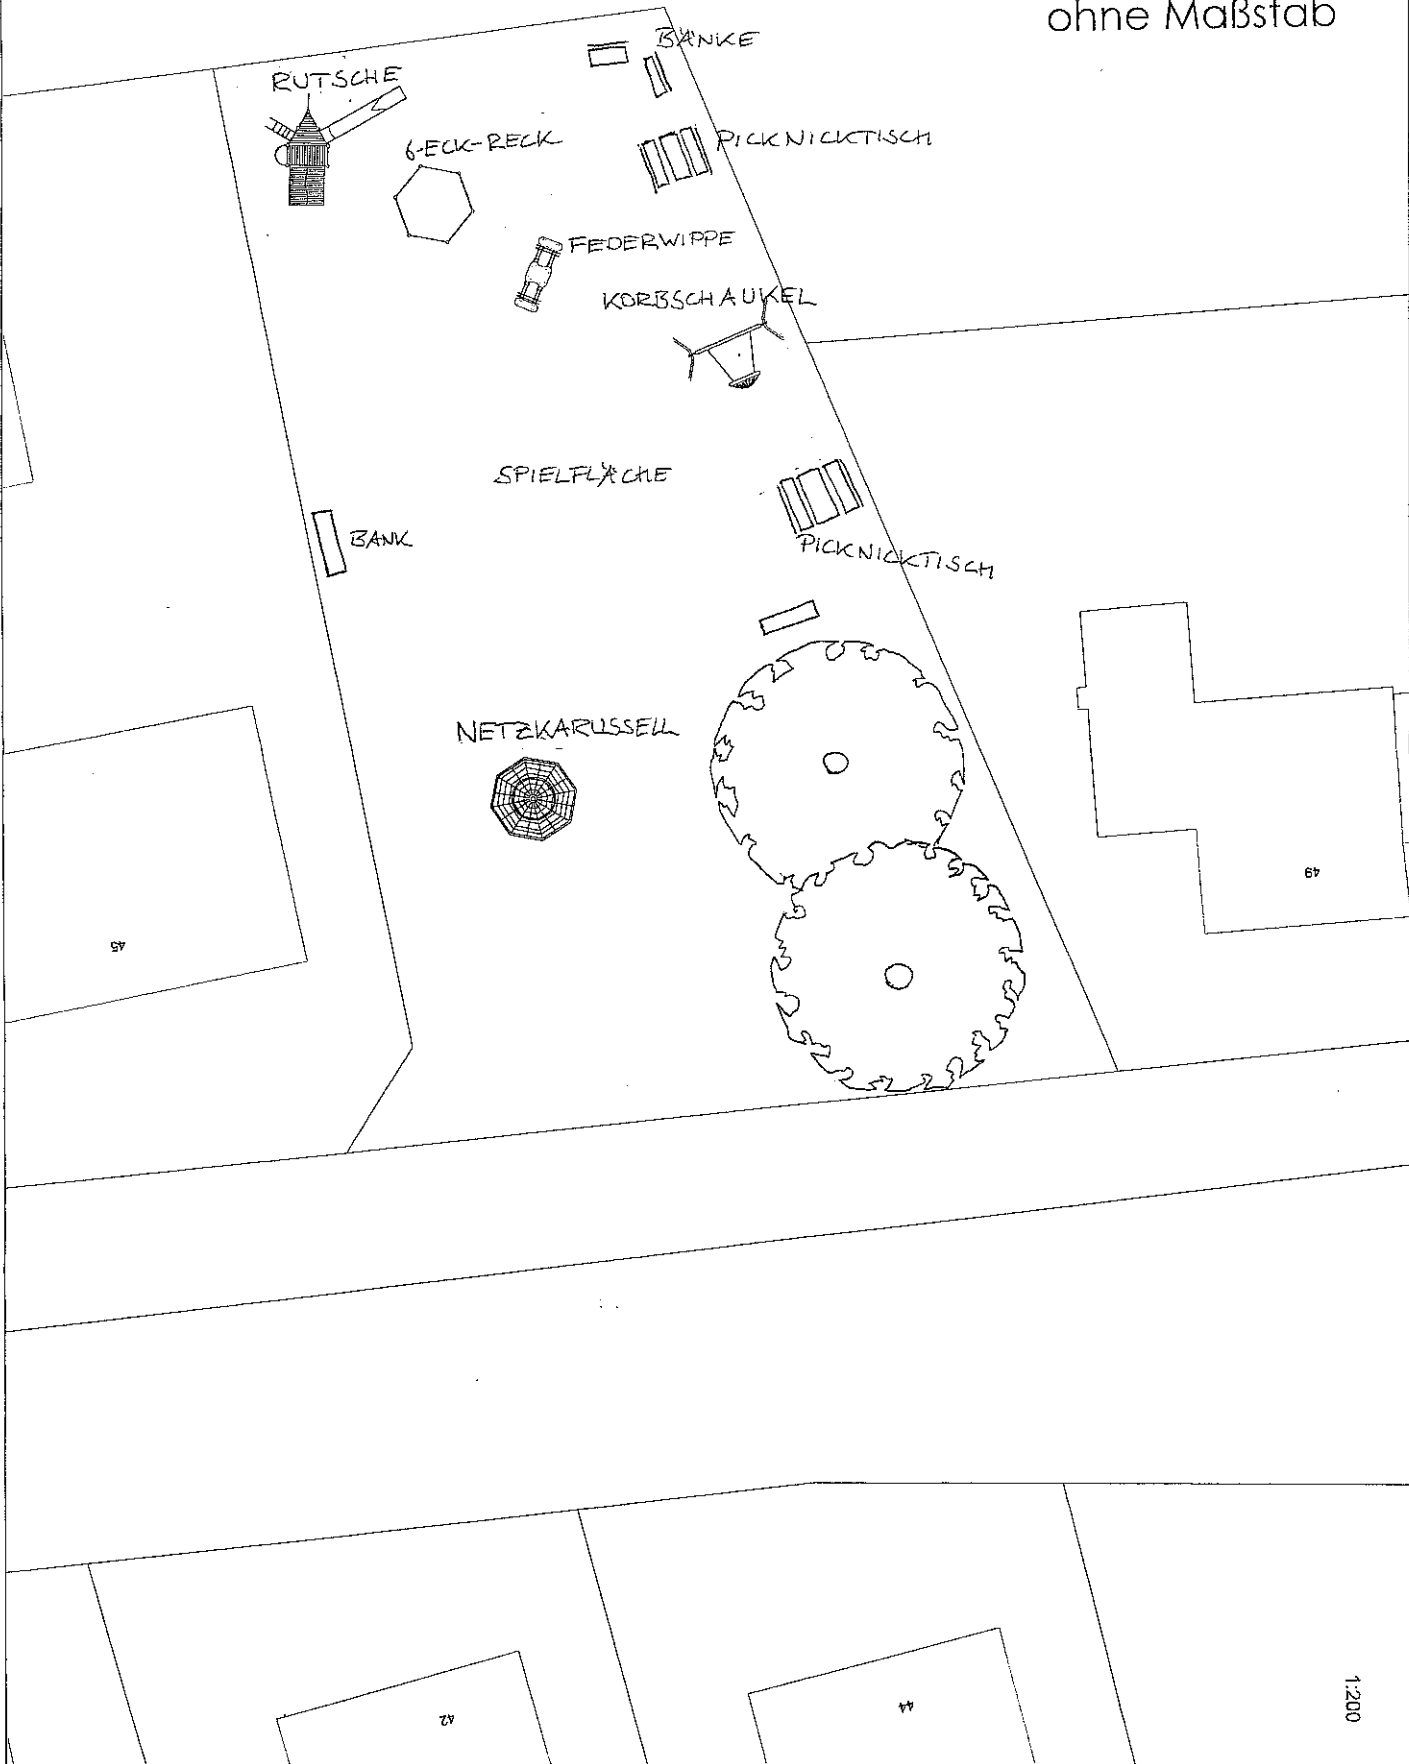 ohne Maßstab
BÄNKE
RUTSCHE
6-ECK-RECK
PICKNICKTISCH
FEDERWIPPE
KORBSCHAUKEL
SPIELFLÄCHE
BANK
PICKNICKTISCH
NETZKARUSSELL
49
45
42
44
1:200